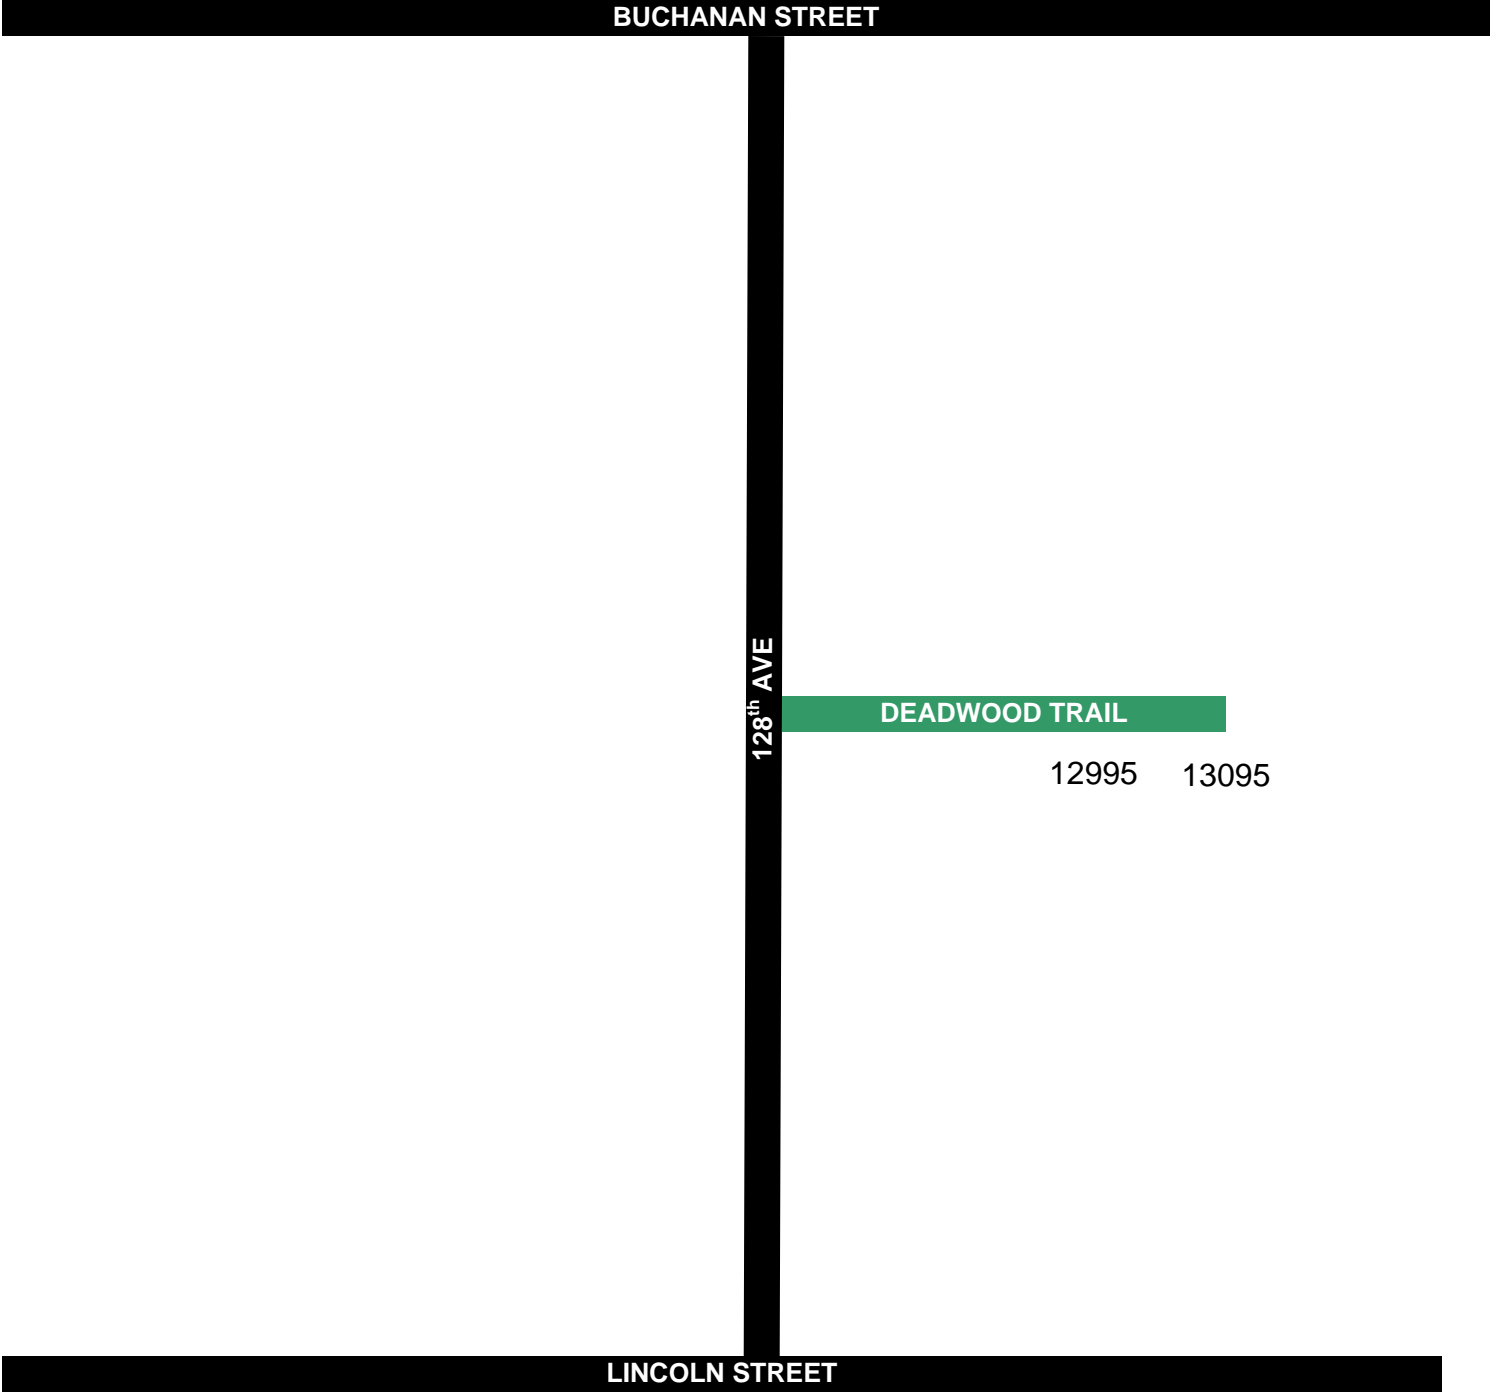 BUCHANAN STREET
128th AVE
DEADWOOD TRAIL
12995 13095
LINCOLN STREET